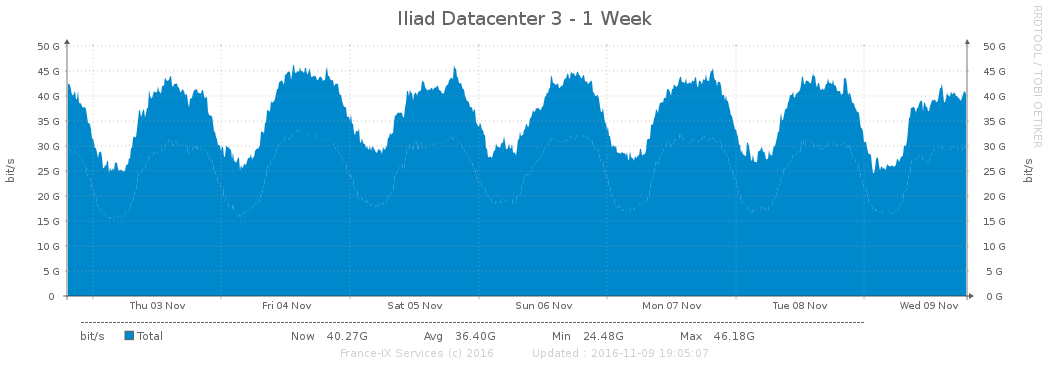 Iliad Datacenter 3 - 1 Week
RRDTOOL / TOBI OETIKER
bit/s
50 G 50 G
45 G 45 G
40 G 40 G
35 G 35 G
30 G 30 G
25 G 25 G
20 G 20 G
15 G 15 G
10 G 10 G
5 G 5 G
0 0 G
bit/s
Thu 03 Nov Fri 04 Nov Sat 05 Nov Sun 06 Nov Mon 07 Nov Tue 08 Nov Wed 09 Nov
bit/s Total Now 40.27G Avg 36.40G Min 24.48G Max 46.18G
France-IX Services (c) 2016 Updated : 2016-11-09 19:05:07